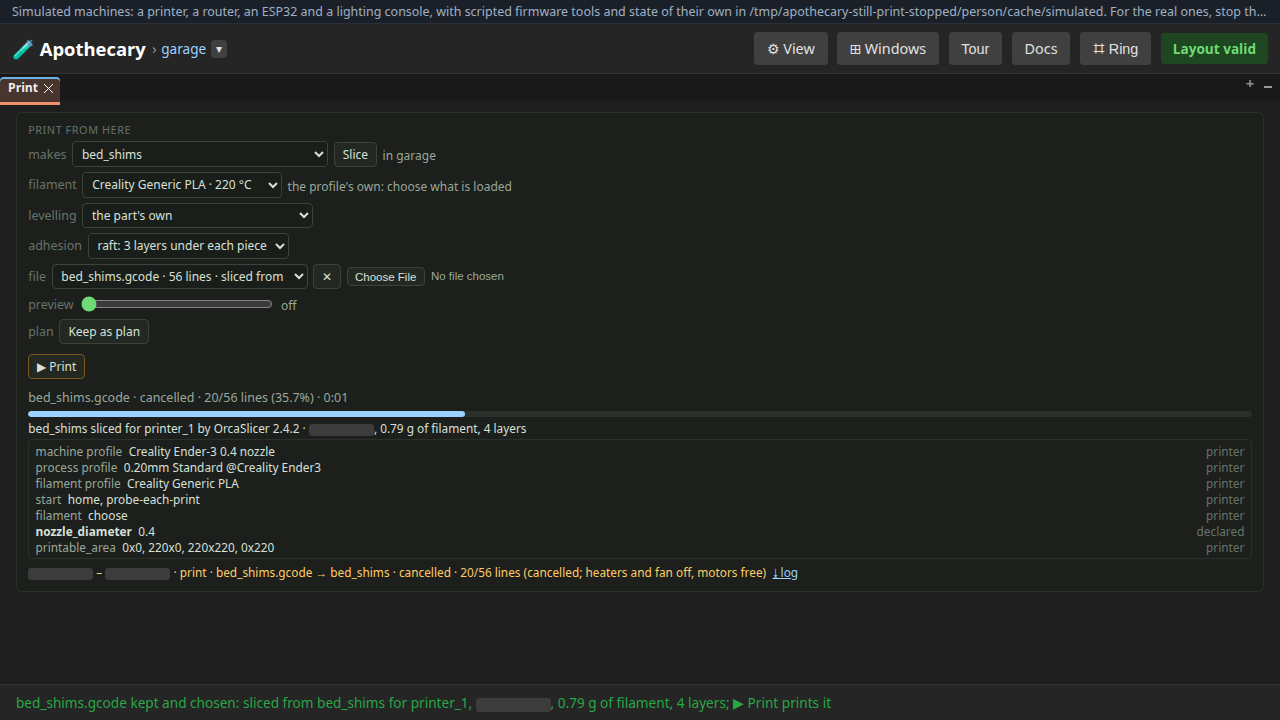 Simulated machines: a printer, a router, an ESP32 and a lighting console, with scripted firmware tools and state of their own in /tmp/apothecary-still-print-stopped/person/cache/simulated. For the real ones, stop th...
Apothecary › garage ▾
⚙ View
⊞ Windows
Tour
Docs
Ring
Layout valid
Print
PRINT FROM HERE
makes bed_shims Slice in garage
filament Creality Generic PLA · 220 °C the profile's own: choose what is loaded
levelling the part's own
adhesion raft: 3 layers under each piece
file bed_shims.gcode · 56 lines · sliced from ✕ Choose File No file chosen
preview off
plan Keep as plan
▶ Print
bed_shims.gcode · cancelled · 20/56 lines (35.7%) · 0:01
bed_shims sliced for printer_1 by OrcaSlicer 2.4.2 · , 0.79 g of filament, 4 layers
machine profile Creality Ender-3 0.4 nozzle printer
process profile 0.20mm Standard @Creality Ender3 printer
filament profile Creality Generic PLA printer
start home, probe-each-print printer
filament choose printer
nozzle_diameter 0.4 declared
printable_area 0x0, 220x0, 220x220, 0x220 printer
– · print · bed_shims.gcode → bed_shims · cancelled · 20/56 lines (cancelled; heaters and fan off, motors free) ↓log
bed_shims.gcode kept and chosen: sliced from bed_shims for printer_1, , 0.79 g of filament, 4 layers; ▶ Print prints it